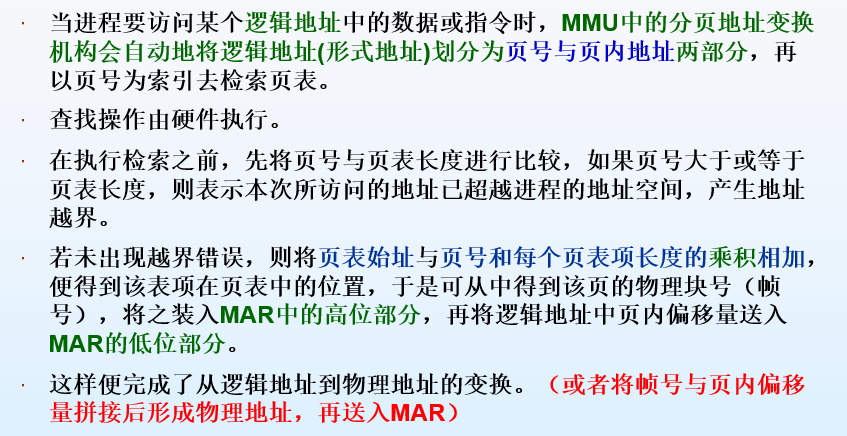 · 当进程要访问某个逻辑地址中的数据或指令时，MMU中的分页地址变换
机构会自动地将逻辑地址(形式地址)划分为页号与页内地址两部分，再
以页号为索引去检索页表。
· 查找操作由硬件执行。
· 在执行检索之前，先将页号与页表长度进行比较，如果页号大于或等于
页表长度，则表示本次所访问的地址已超越进程的地址空间，产生地址
越界。
· 若未出现越界错误，则将页表始址与页号和每个页表项长度的乘积相加，
便得到该表项在页表中的位置，于是可从中得到该页的物理块号（帧
号），将之装入MAR中的高位部分，再将逻辑地址中页内偏移量送入
MAR的低位部分。
· 这样便完成了从逻辑地址到物理地址的变换。（或者将帧号与页内偏移
量拼接后形成物理地址，再送入MAR）